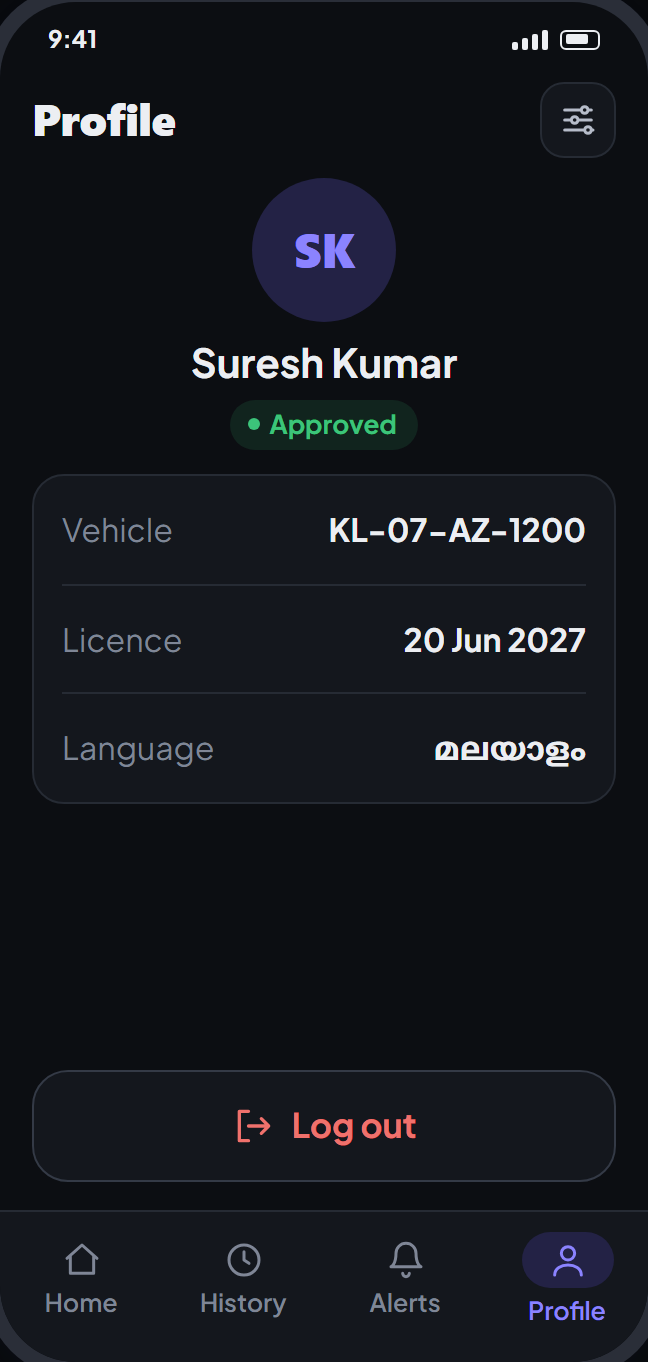 9:41
Profile
SK
Suresh Kumar
Approved
Vehicle KL-07-AZ-1200
Licence 20 Jun 2027
Language മലയാളം
Log out
Home History Alerts Profile